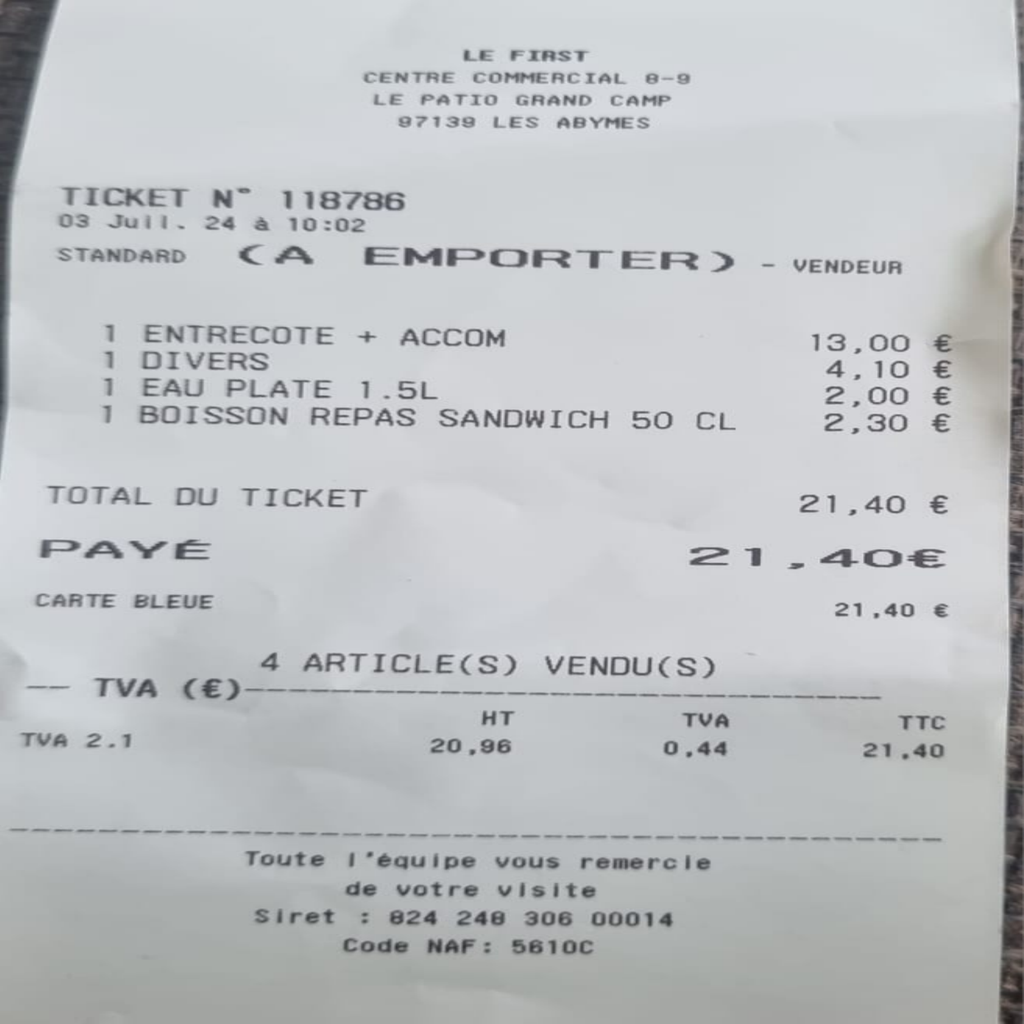 LE FIRST
CENTRE COMMERCIAL 8-9
LE PATIO GRAND CAMP
97139 LES ABYMES
TICKET N° 118786
03 Juil. 24 à 10:02
STANDARD (A EMPORTER) - VENDEUR
1 ENTRECOTE + ACCOM 13,00 €
1 DIVERS 4,10 €
1 EAU PLATE 1.5L 2,00 €
1 BOISSON REPAS SANDWICH 50 CL 2,30 €
TOTAL DU TICKET 21,40 €
PAYÉ 21,40€
CARTE BLEUE 21,40 €
4 ARTICLE(S) VENDU(S)
-- TVA (€)--------------------------------
HT TVA TTC
TVA 2.1 20,96 0,44 21,40
Toute l'équipe vous remercie
de votre visite
Siret : 824 248 306 00014
Code NAF: 5610C